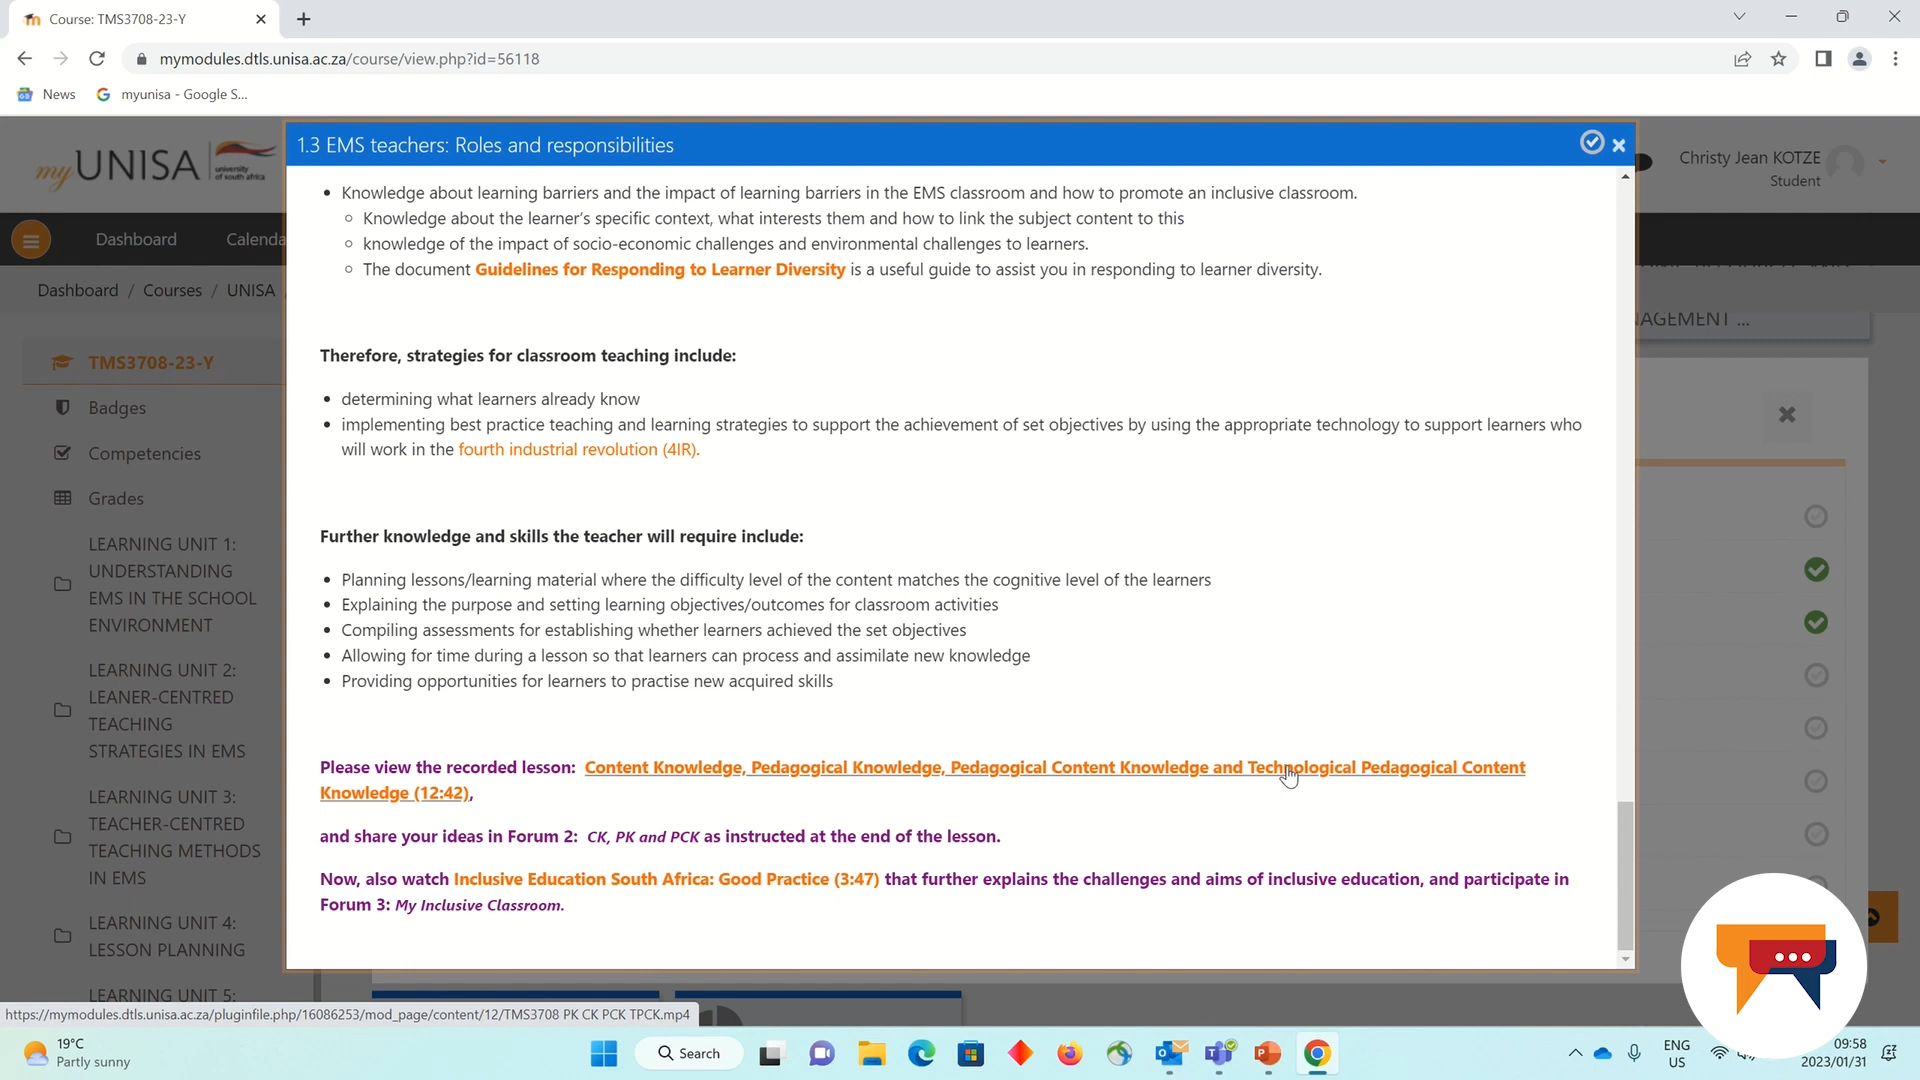 Course: TMS3708-23-Y
mymodules.dtls.unisa.ac.za/course/view.php?id=56118
News
myunisa - Google S...
myUNISA
university of south africa
1.3 EMS teachers: Roles and responsibilities
Christy Jean KOTZE
Student
Dashboard
Calenda
Dashboard / Courses / UNISA
AGEMENT ...
• Knowledge about learning barriers and the impact of learning barriers in the EMS classroom and how to promote an inclusive classroom.
Knowledge about the learner's specific context, what interests them and how to link the subject content to this
knowledge of the impact of socio-economic challenges and environmental challenges to learners.
The document Guidelines for Responding to Learner Diversity is a useful guide to assist you in responding to learner diversity.
Therefore, strategies for classroom teaching include:
• determining what learners already know
• implementing best practice teaching and learning strategies to support the achievement of set objectives by using the appropriate technology to support learners who
will work in the fourth industrial revolution (4IR).
Further knowledge and skills the teacher will require include:
• Planning lessons/learning material where the difficulty level of the content matches the cognitive level of the learners
• Explaining the purpose and setting learning objectives/outcomes for classroom activities
• Compiling assessments for establishing whether learners achieved the set objectives
• Allowing for time during a lesson so that learners can process and assimilate new knowledge
• Providing opportunities for learners to practise new acquired skills
Please view the recorded lesson: Content Knowledge, Pedagogical Knowledge, Pedagogical Content Knowledge and Technological Pedagogical Content
Knowledge (12:42),
and share your ideas in Forum 2: CK, PK and PCK as instructed at the end of the lesson.
Now, also watch Inclusive Education South Africa: Good Practice (3:47) that further explains the challenges and aims of inclusive education, and participate in
Forum 3: My Inclusive Classroom.
TMS3708-23-Y
Badges
Competencies
Grades
LEARNING UNIT 1:
UNDERSTANDING
EMS IN THE SCHOOL
ENVIRONMENT
LEARNING UNIT 2:
LEANER-CENTRED
TEACHING
STRATEGIES IN EMS
LEARNING UNIT 3:
TEACHER-CENTRED
TEACHING METHODS
IN EMS
LEARNING UNIT 4:
LESSON PLANNING
LEARNING UNIT 5:
https://mymodules.dtls.unisa.ac.za/pluginfile.php/16086253/mod_page/content/12/TMS3708 PK CK PCK TPCK.mp4
19°C
Partly sunny
Search
ENG
US
09:58
2023/01/31